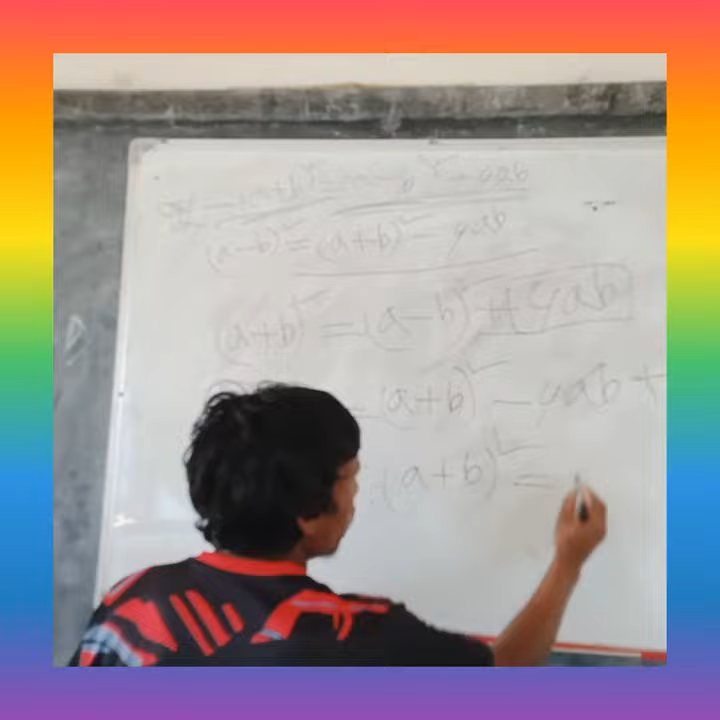 (a-b)² = (a+b)² - 4ab
(a+b)² = (a-b)² + 4ab
(a+b)² - 4ab +
(a+b)² =